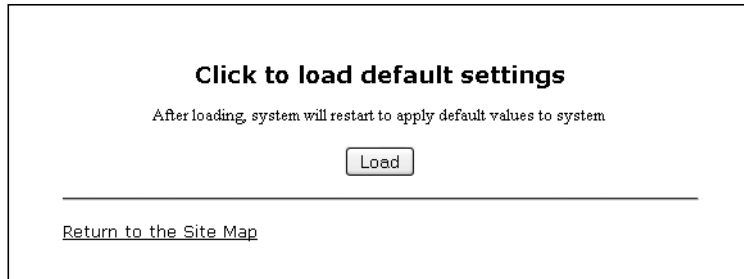 Click to load default settings
After loading, system will restart to apply default values to system
Load
Return to the Site Map